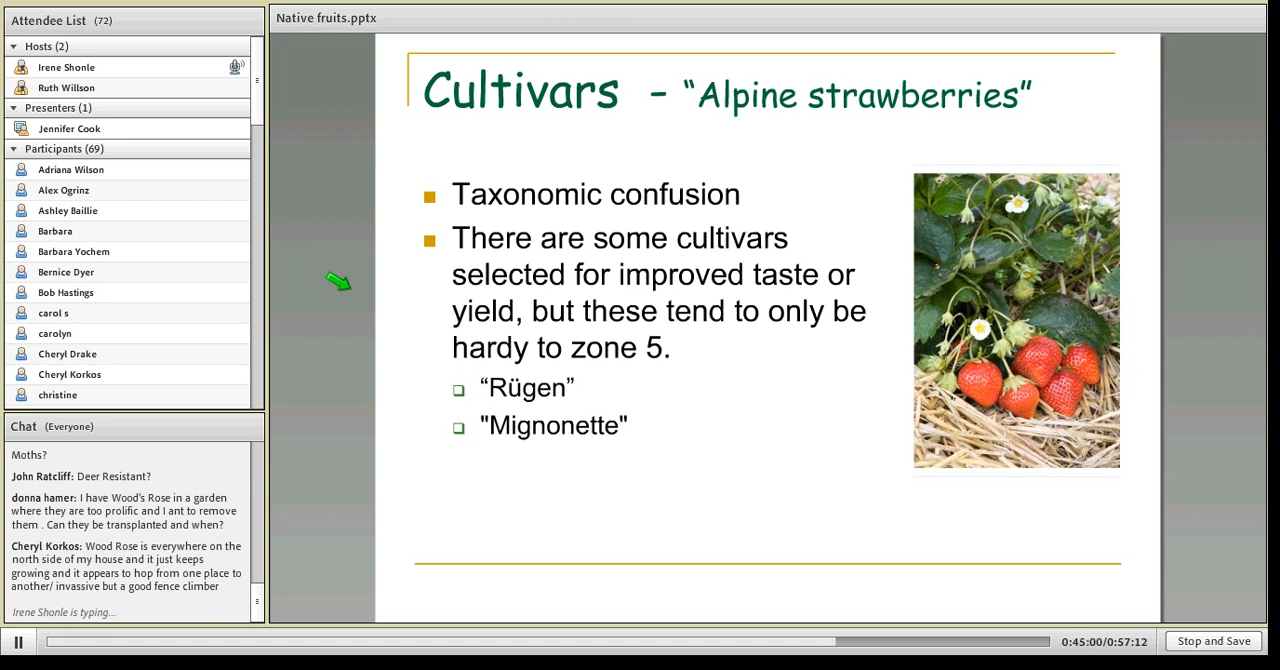 Attendee List (72)
Hosts (2)
Irene Shonle
Ruth Willson
Presenters (1)
Jennifer Cook
Participants (69)
Adriana Wilson
Alex Ogrinz
Ashley Baillie
Barbara
Barbara Yochem
Bernice Dyer
Bob Hastings
carol s
carolyn
Cheryl Drake
Cheryl Korkos
christine
Chat (Everyone)
Moths?
John Ratcliff: Deer Resistant?
donna hamer: I have Wood's Rose in a garden
where they are too prolific and I ant to remove
them . Can they be transplanted and when?
Cheryl Korkos: Wood Rose is everywhere on the
north side of my house and it just keeps
growing and it appears to hop from one place to
another/ invassive but a good fence climber
Irene Shonle is typing...
Native fruits.pptx
Cultivars - “Alpine strawberries”
Taxonomic confusion
There are some cultivars
selected for improved taste or
yield, but these tend to only be
hardy to zone 5.
“Rügen”
"Mignonette"
0:45:00/0:57:12
Stop and Save